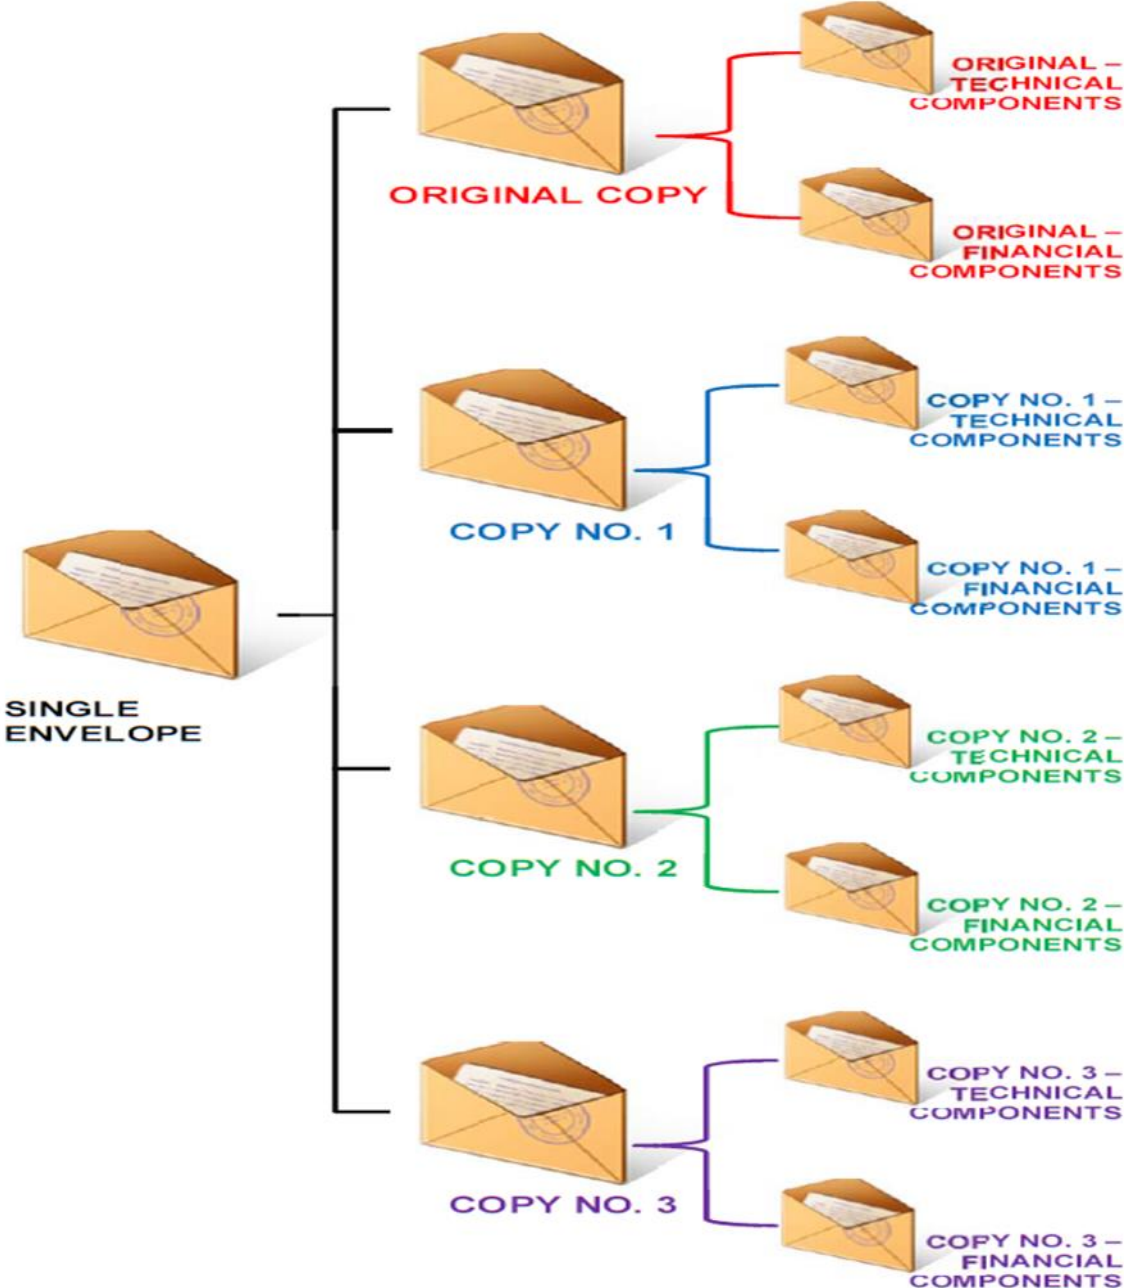 ORIGINAL –
TECHNICAL
COMPONENTS
ORIGINAL COPY
ORIGINAL –
FINANCIAL
COMPONENTS
COPY NO. 1 –
TECHNICAL
COMPONENTS
COPY NO. 1
COPY NO. 1 –
FINANCIAL
COMPONENTS
SINGLE
ENVELOPE
COPY NO. 2 –
TECHNICAL
COMPONENTS
COPY NO. 2
COPY NO. 2 –
FINANCIAL
COMPONENTS
COPY NO. 3 –
TECHNICAL
COMPONENTS
COPY NO. 3
COPY NO. 3 –
FINANCIAL
COMPONENTS